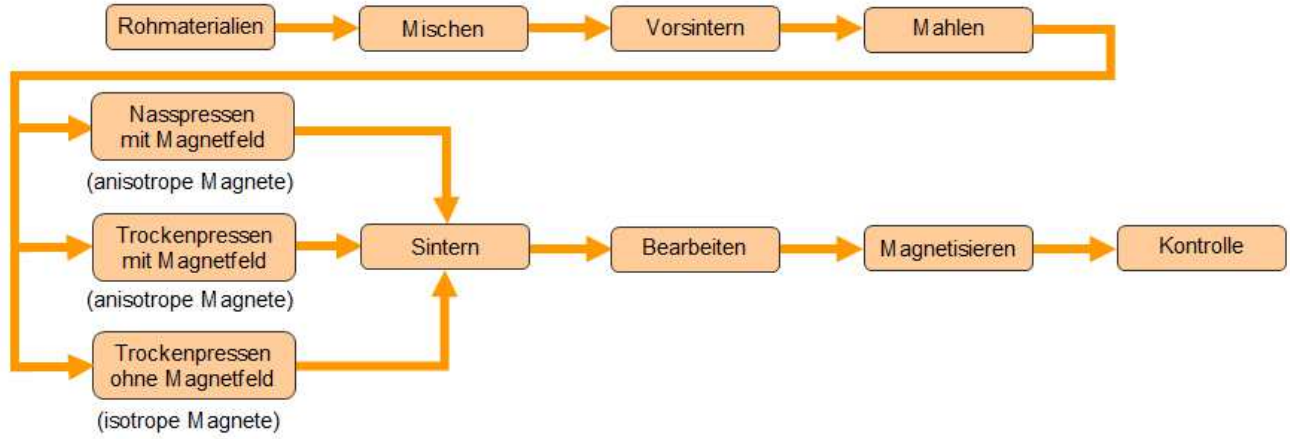 Rohmaterialien
Mischen
Vorsintern
Mahlen
Nasspressen
mit Magnetfeld
(anisotrope Magnete)
Trockenpressen
mit Magnetfeld
(anisotrope Magnete)
Trockenpressen
ohne Magnetfeld
(isotrope Magnete)
Sintern
Bearbeiten
Magnetisieren
Kontrolle